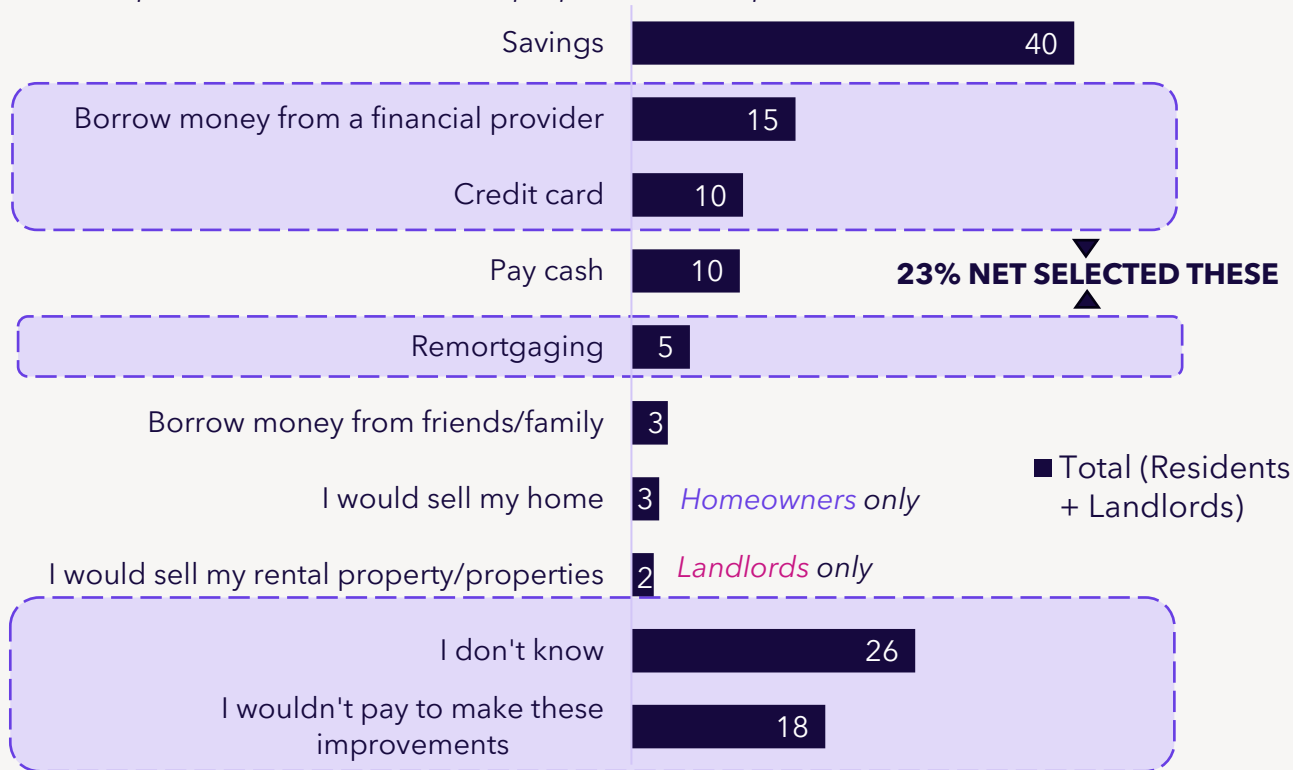 Savings
40
Borrow money from a financial provider
15
Credit card
10
Pay cash
10
23% NET SELECTED THESE
Remortgaging
5
Borrow money from friends/family
3
I would sell my home
3
Homeowners only
Total (Residents
+ Landlords)
I would sell my rental property/properties
2
Landlords only
I don't know
26
I wouldn't pay to make these
improvements
18